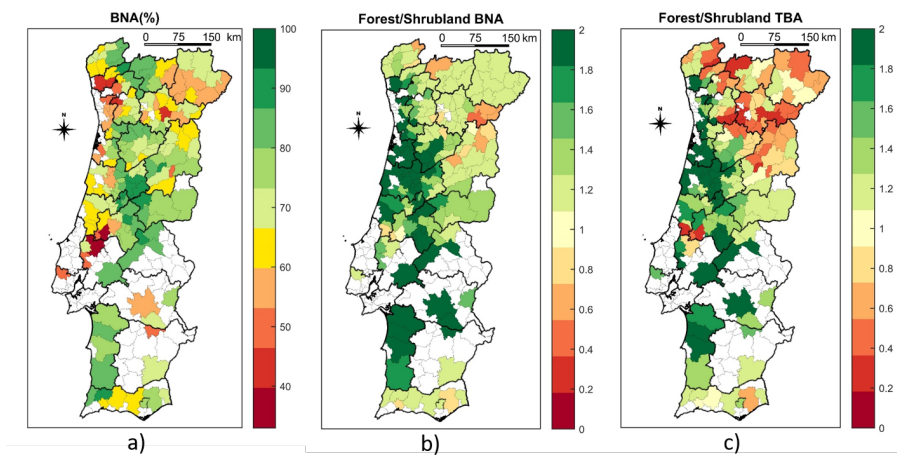 BNA(%)
0 75 150 km
N
100
90
80
70
60
50
40
a)
Forest/Shrubland BNA
0 75 150 km
N
2
1.8
1.6
1.4
1.2
1
0.8
0.6
0.4
0.2
0
b)
Forest/Shrubland TBA
0 75 150 km
N
2
1.8
1.6
1.4
1.2
1
0.8
0.6
0.4
0.2
0
c)